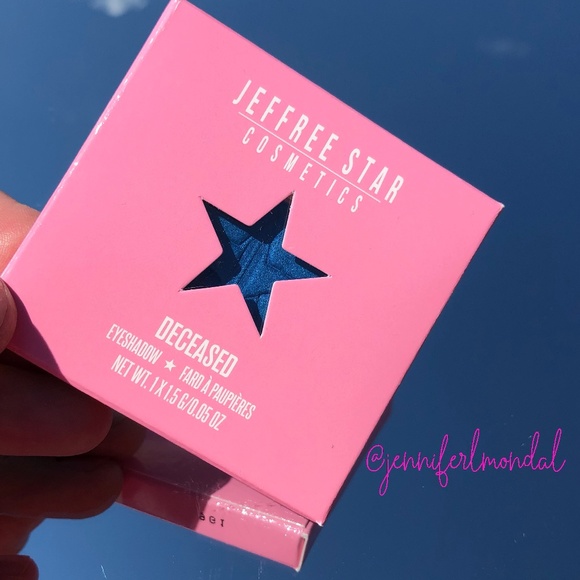 JEFFREE STAR
COSMETICS
DECEASED
EYESHADOW ★ FARD À PAUPIÈRES
NET WT. 1 X 1.5 G/0.05 OZ
@jenniferlmondal